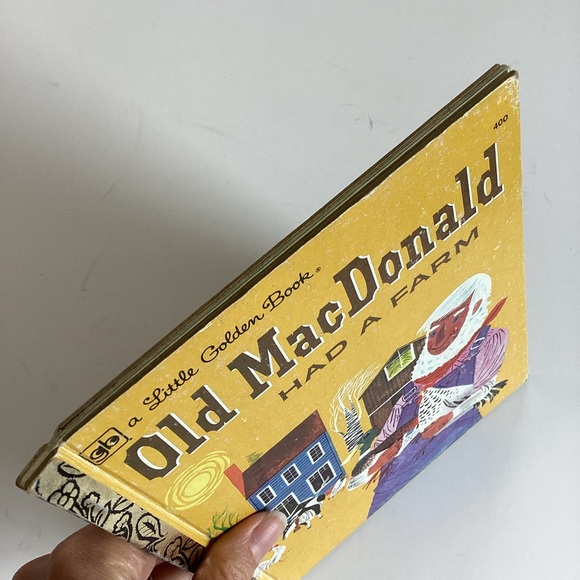 400
a Little Golden Book®
gb
Old MacDonald
HAD A FARM